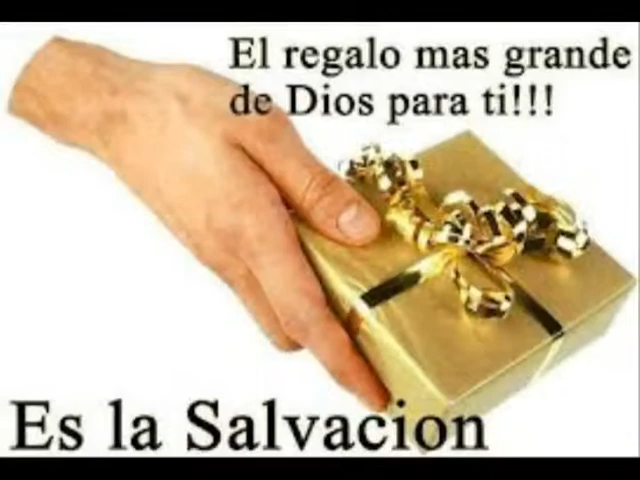 El regalo mas grande
de Dios para ti!!!
Es la Salvacion